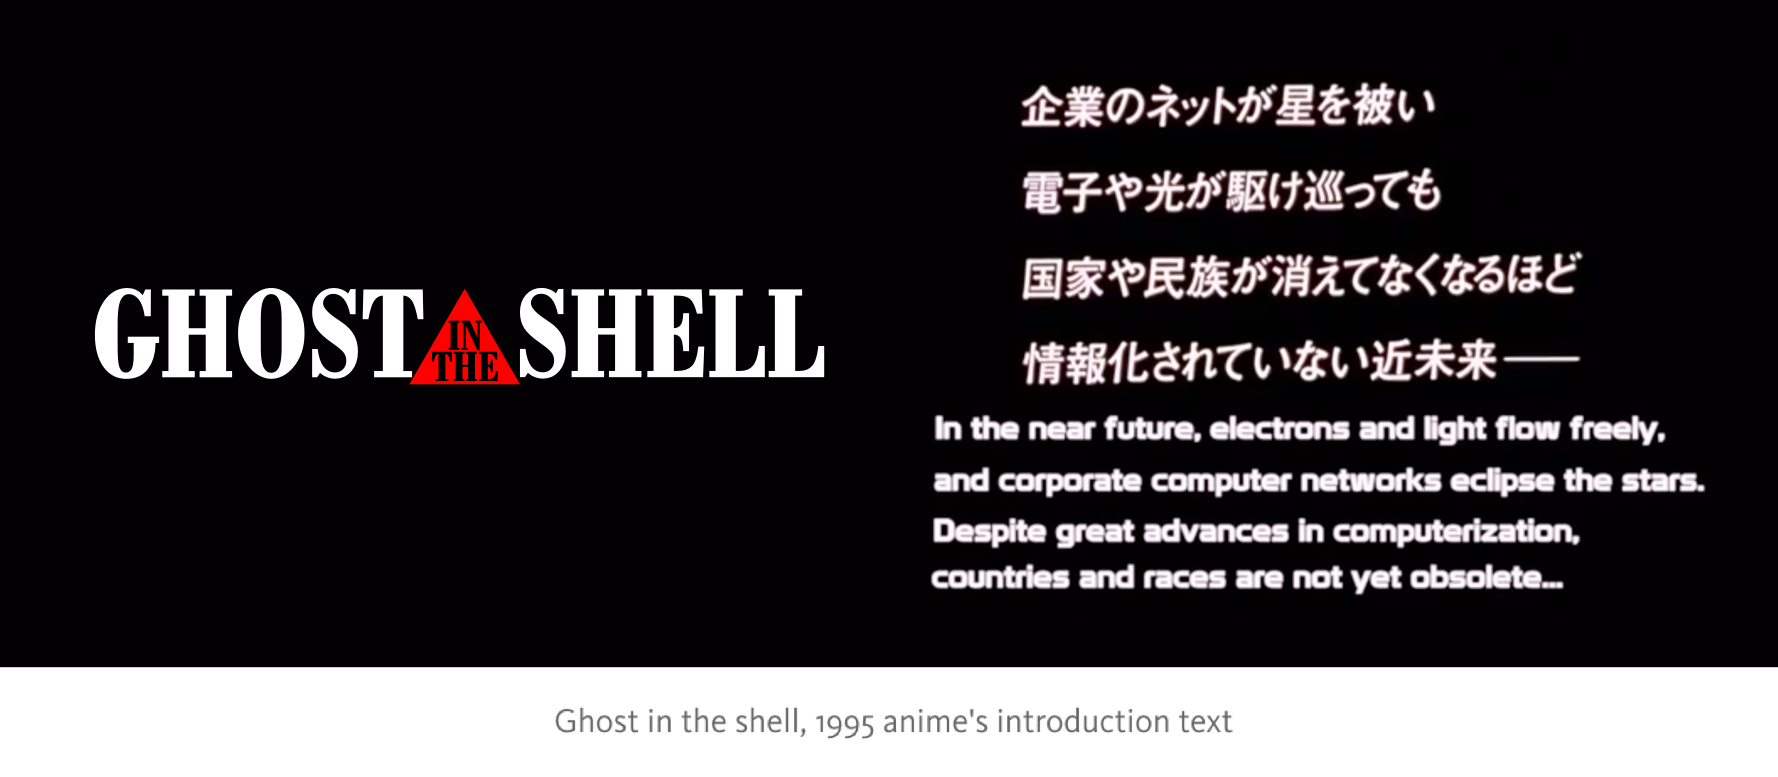 GHOST IN THE SHELL
企業のネットが星を被い
電子や光が駆け巡っても
国家や民族が消えてなくなるほど
情報化されていない近未来──
In the near future, electrons and light flow freely,
and corporate computer networks eclipse the stars.
Despite great advances in computerization,
countries and races are not yet obsolete...
Ghost in the shell, 1995 anime's introduction text